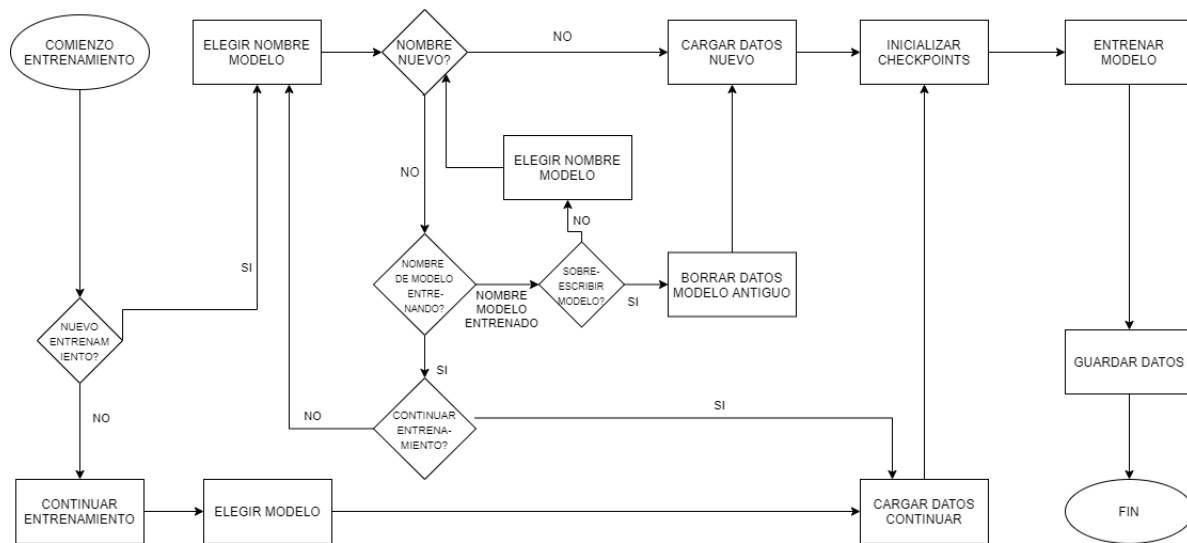 COMIENZO
ENTRENAMIENTO
ELEGIR NOMBRE
MODELO
NOMBRE
NUEVO?
NO
CARGAR DATOS
NUEVO
INICIALIZAR
CHECKPOINTS
ENTRENAR
MODELO
NO
ELEGIR NOMBRE
MODELO
NO
SI
NOMBRE
DE MODELO
ENTRE-
NANDO?
NOMBRE
MODELO
ENTRENADO
SOBRE-
ESCRIBIR
MODELO?
SI
BORRAR DATOS
MODELO ANTIGUO
NUEVO
ENTRENAM
IENTO?
SI
GUARDAR DATOS
NO
NO
CONTINUAR
ENTRENA-
MIENTO?
SI
CONTINUAR
ENTRENAMIENTO
ELEGIR MODELO
CARGAR DATOS
CONTINUAR
FIN